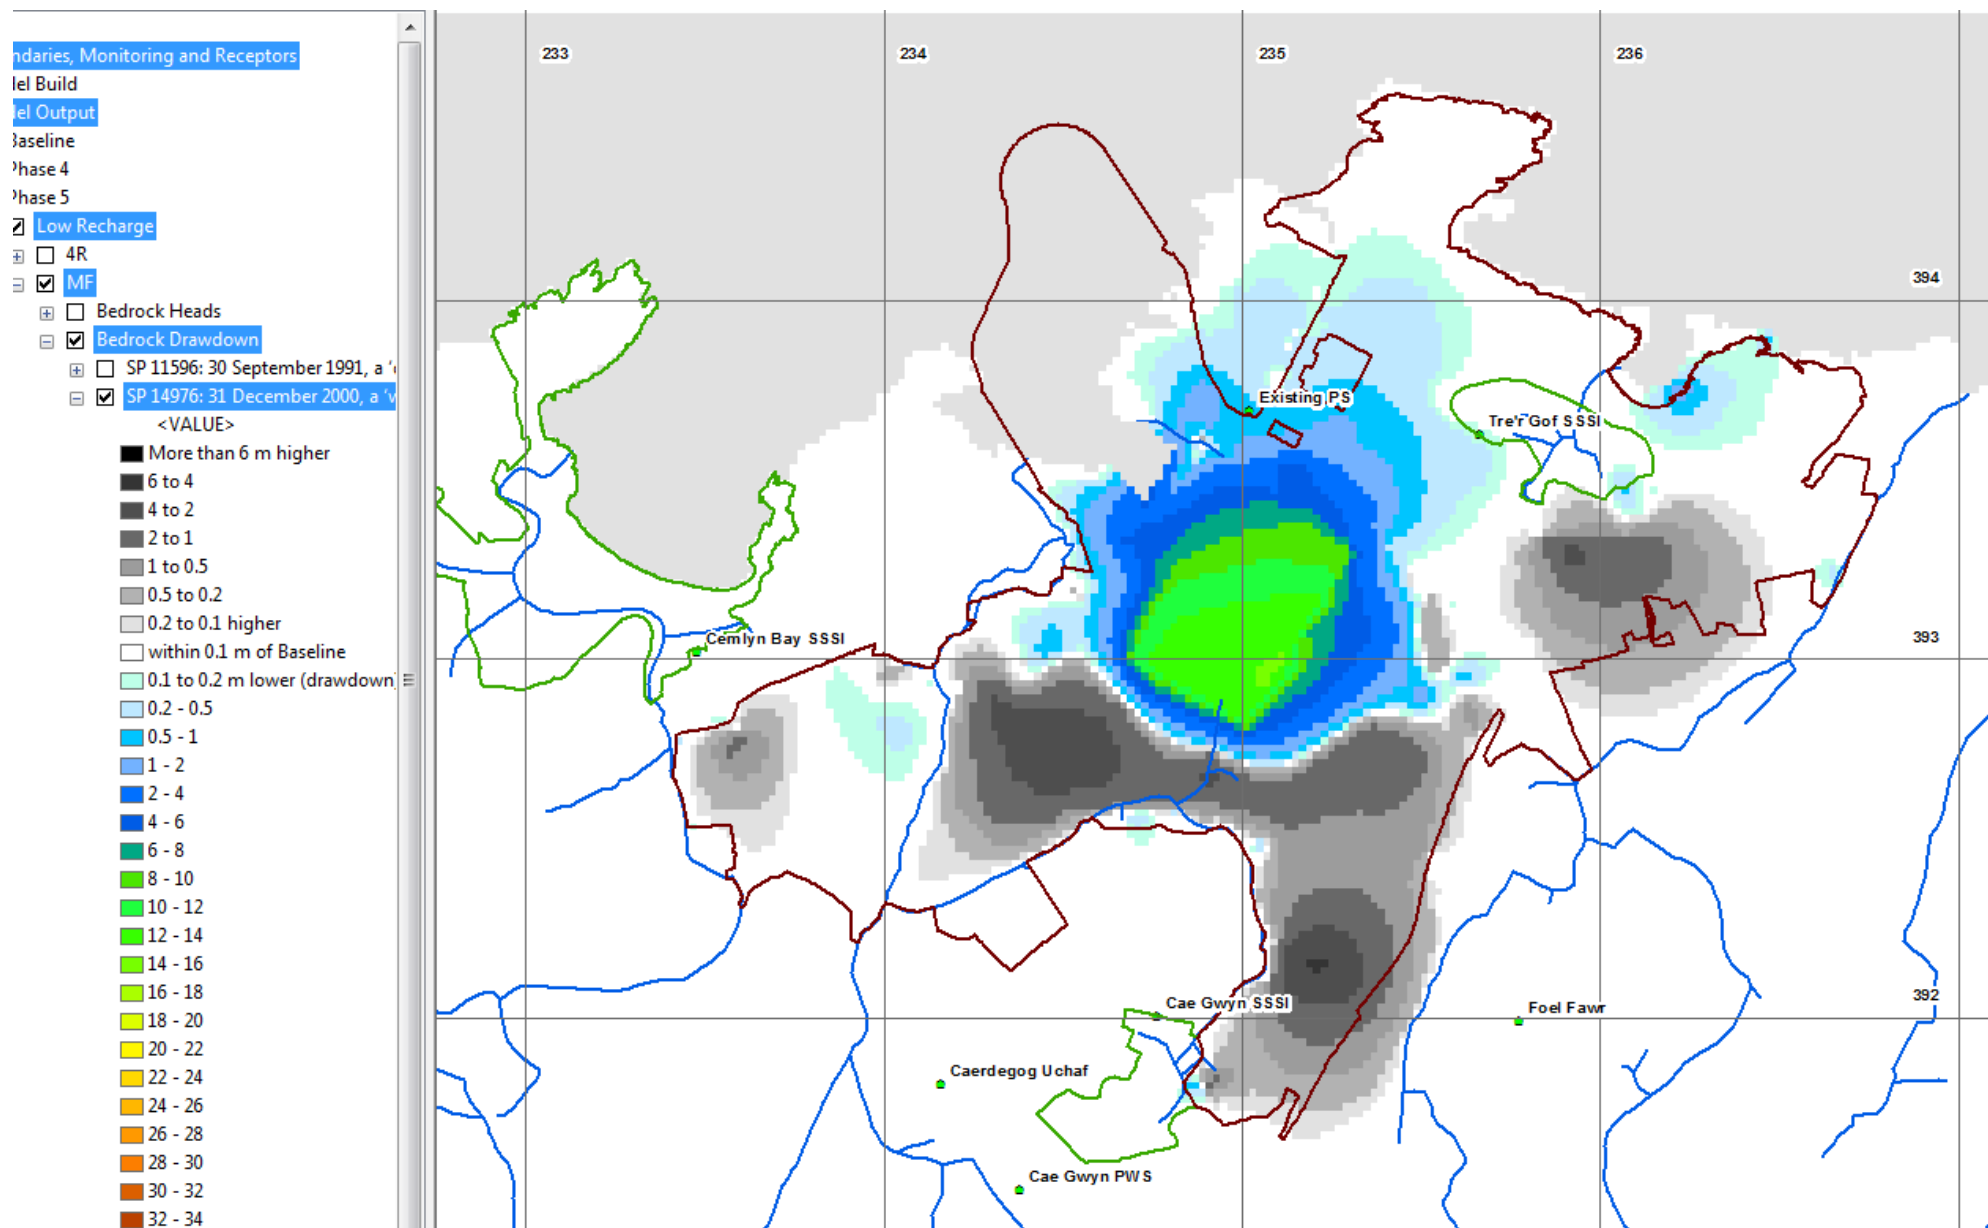 ndaries, Monitoring and Receptors
del Build
del Output
Baseline
Phase 4
Phase 5
Low Recharge
4R
MF
Bedrock Heads
Bedrock Drawdown
SP 11596: 30 September 1991, a '
SP 14976: 31 December 2000, a 'v
<VALUE>
More than 6 m higher
6 to 4
4 to 2
2 to 1
1 to 0.5
0.5 to 0.2
0.2 to 0.1 higher
within 0.1 m of Baseline
0.1 to 0.2 m lower (drawdown)
0.2 - 0.5
0.5 - 1
1 - 2
2 - 4
4 - 6
6 - 8
8 - 10
10 - 12
12 - 14
14 - 16
16 - 18
18 - 20
20 - 22
22 - 24
24 - 26
26 - 28
28 - 30
30 - 32
32 - 34
233
234
235
236
394
Existing PS
Tre'r Gof SSSI
393
Cemlyn Bay SSSI
392
Cae Gwyn SSSI
Foel Fawr
Caerdegog Uchaf
Cae Gwyn PWS